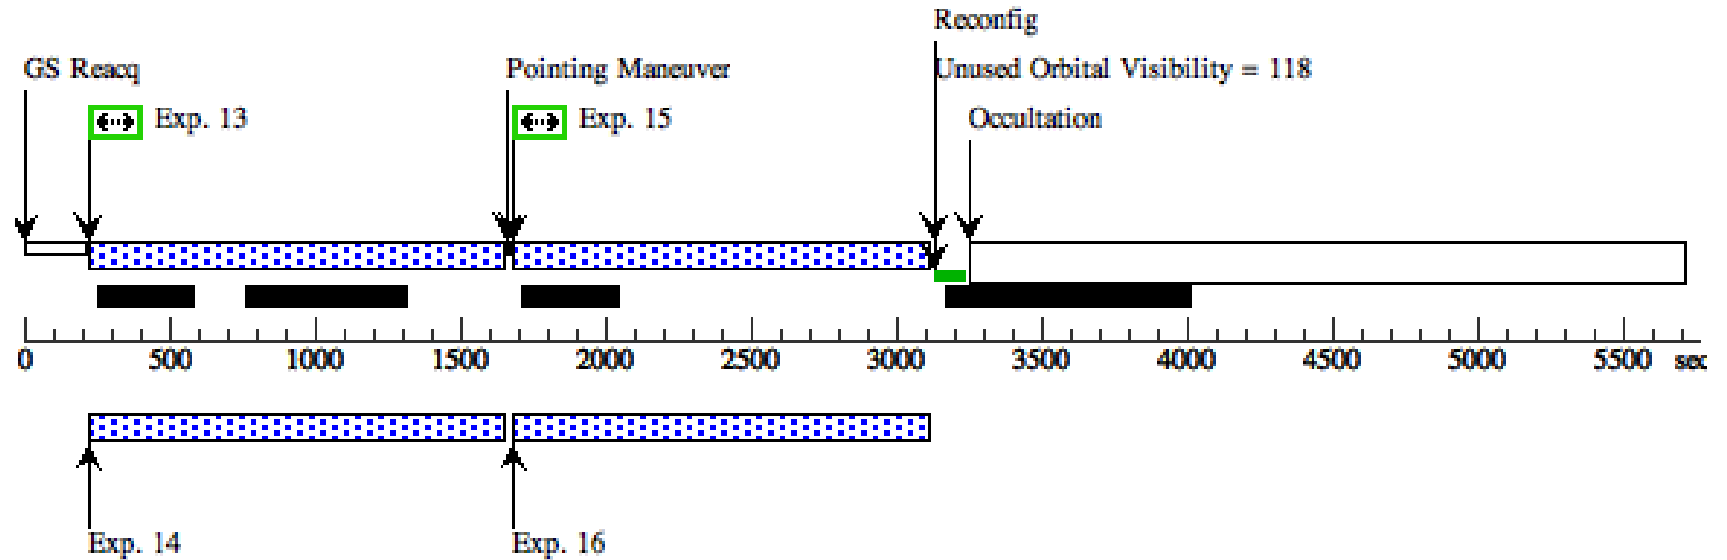 Reconfig
GS Reacq Pointing Maneuver Unused Orbital Visibility = 118
Exp. 13 Exp. 15 Occultation
0 500 1000 1500 2000 2500 3000 3500 4000 4500 5000 5500 sec
Exp. 14 Exp. 16